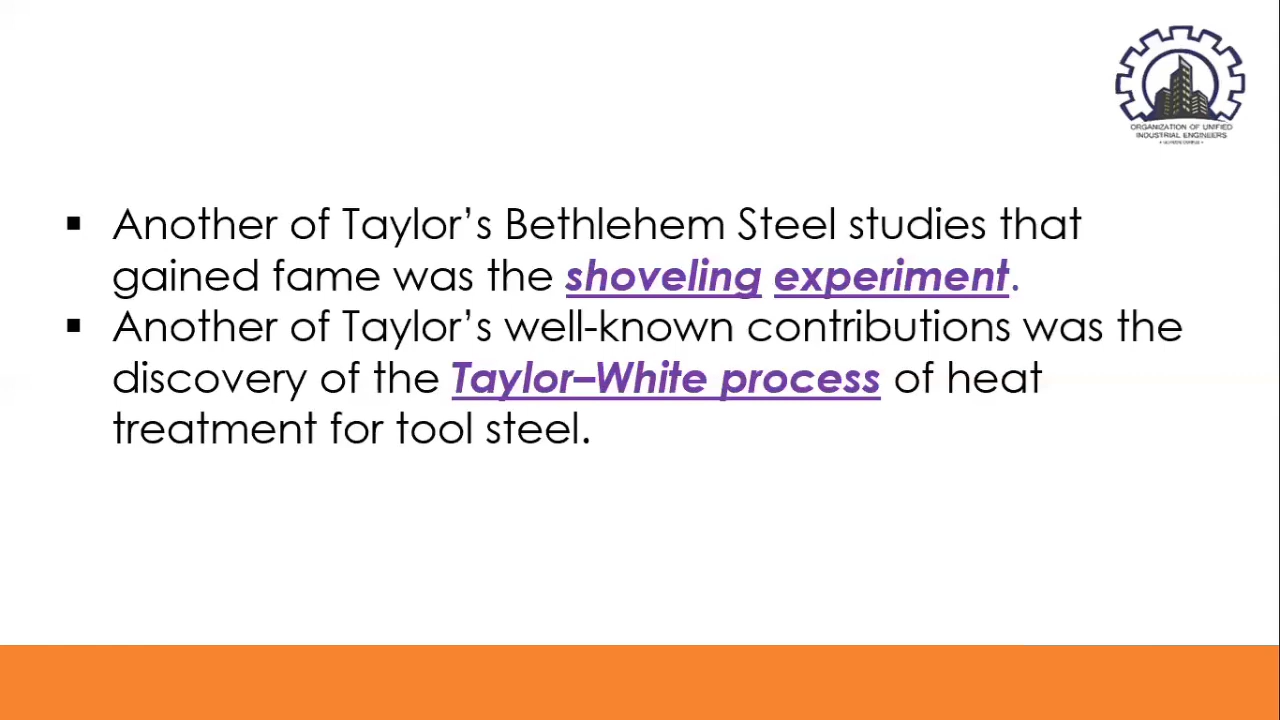 ORGANIZATION OF UNIFIED
INDUSTRIAL ENGINEERS
▪ Another of Taylor’s Bethlehem Steel studies that
gained fame was the shoveling experiment.
▪ Another of Taylor’s well-known contributions was the
discovery of the Taylor–White process of heat
treatment for tool steel.